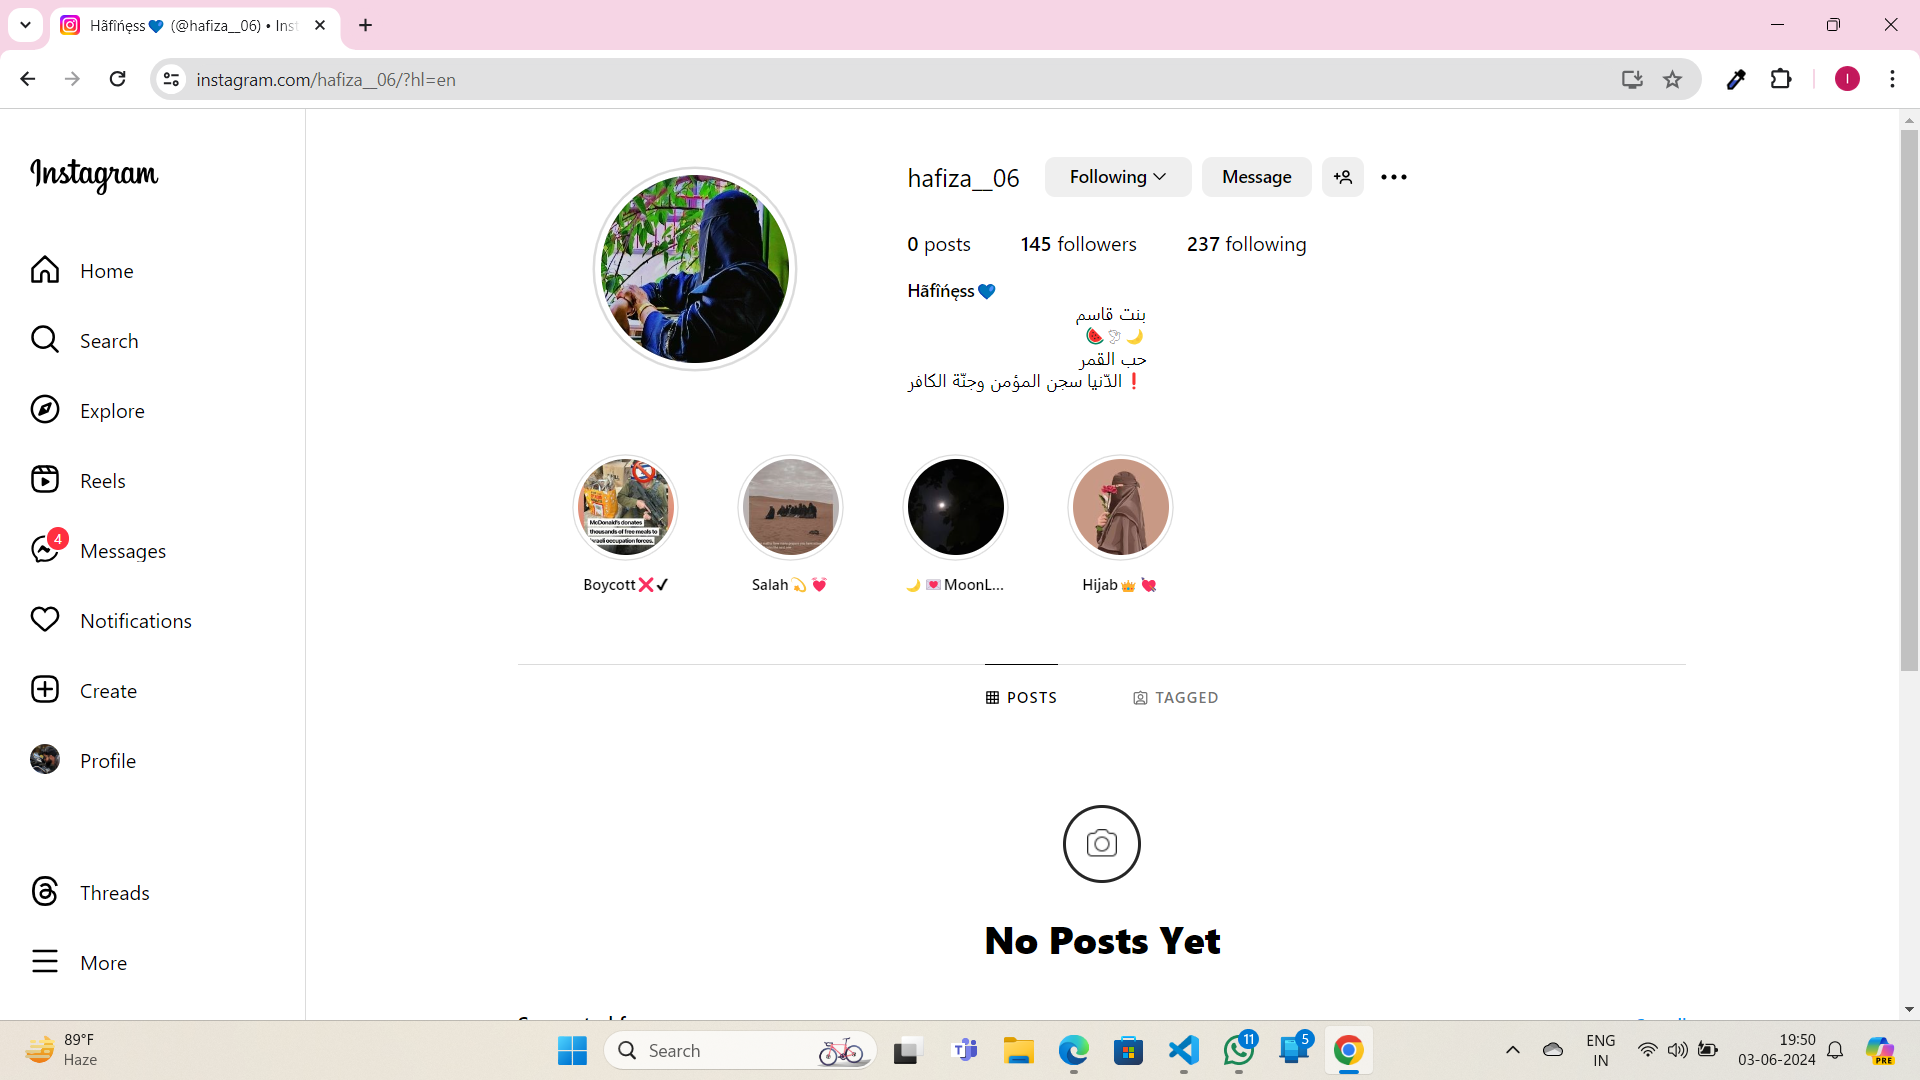 Hãfîńęss💙 (@hafiza__06) • Inst
instagram.com/hafiza__06/?hl=en
I
Instagram
Home
Search
Explore
Reels
4
Messages
Notifications
Create
Profile
Threads
More
hafiza__06
Following
Message
0 posts
145 followers
237 following
Hãfîńęss💙
بنت قاسم
🌙🕊🍉
حب القمر
❗الدّنيا سجن المؤمن وجنّة الكافر
McDonald's donates
thousands of free meals to
Israeli occupation forces.
Boycott❌✔
Salah💫💓
🌙💌MoonL...
Hijab👑💘
POSTS
TAGGED
No Posts Yet
89°F
Haze
Search
11
5
ENG
IN
19:50
03-06-2024
PRE